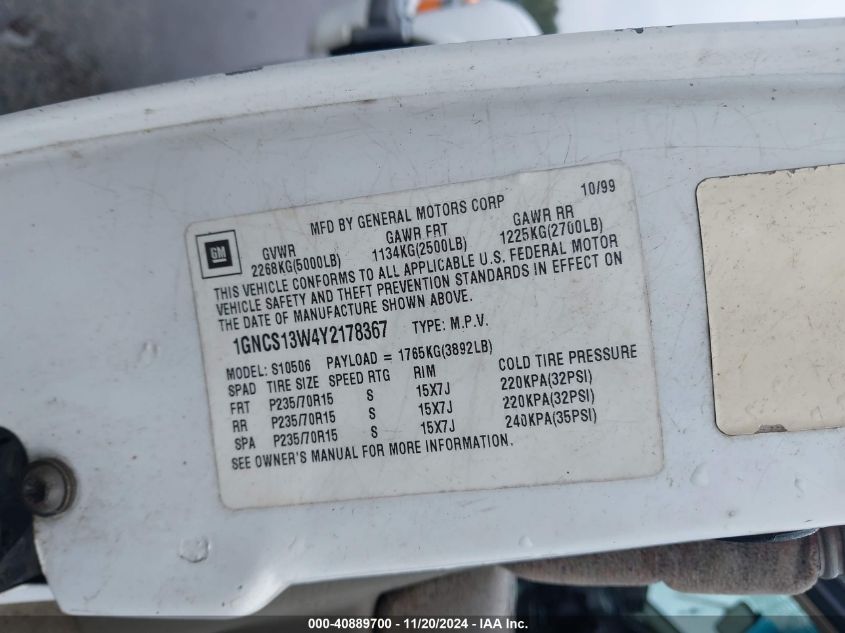 10/99
MFD BY GENERAL MOTORS CORP
GM
GVWR GAWR FRT GAWR RR
2268KG(5000LB) 1134KG(2500LB) 1225KG(2700LB)
THIS VEHICLE CONFORMS TO ALL APPLICABLE U.S. FEDERAL MOTOR
VEHICLE SAFETY AND THEFT PREVENTION STANDARDS IN EFFECT ON
THE DATE OF MANUFACTURE SHOWN ABOVE.
1GNCS13W4Y2178367 TYPE: M.P.V.
MODEL: S10506 PAYLOAD = 1765KG(3892LB)
SPAD TIRE SIZE SPEED RTG RIM COLD TIRE PRESSURE
FRT P235/70R15 S 15X7J 220KPA(32PSI)
RR P235/70R15 S 15X7J 220KPA(32PSI)
SPA P235/70R15 S 15X7J 240KPA(35PSI)
SEE OWNER'S MANUAL FOR MORE INFORMATION.
000-40889700 - 11/20/2024 - IAA Inc.